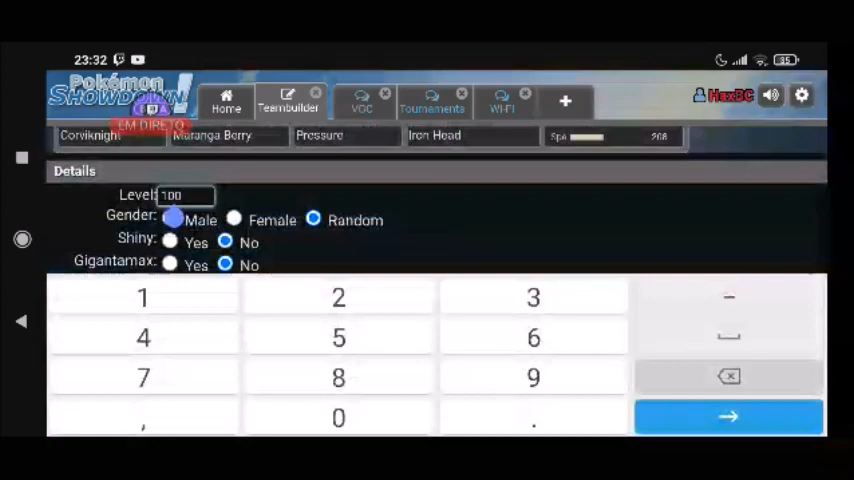 23:32
35
Pokémon
SHOWDOWN!
EM DIRETO
Home
Teambuilder
VGC
Tournaments
WI-FI
+
HaxBC
Corviknight
Maranga Berry
Pressure
Iron Head
Spe
208
Details
Level: 100
Gender: Male Female Random
Shiny: Yes No
Gigantamax: Yes No
1 2 3 –
4 5 6
7 8 9
, 0 .